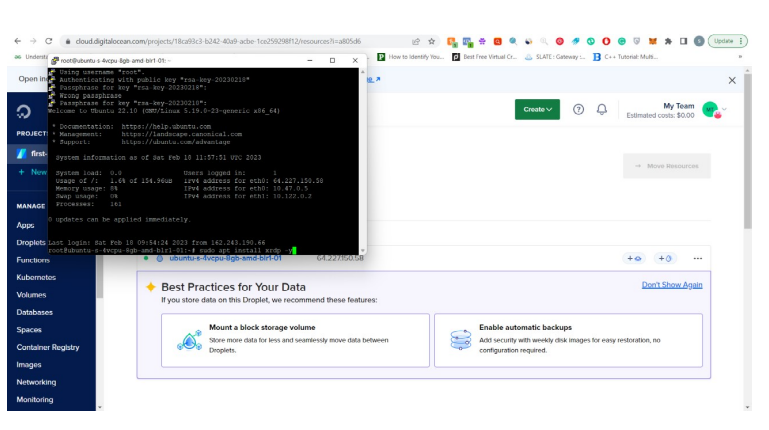 cloud.digitalocean.com/projects/18ca93c3-b242-40a9-acbe-1ce259298f12/resources?i=a805d6
Update
Understa
root@ubuntu-s-4vcpu-8gb-amd-blr1-01: ~
How to Identify You...
Best Free Virtual Cr...
SLATE : Gateway :...
C++ Tutorial: Multi...
Open in
Using username "root".
Authenticating with public key "rsa-key-20230218"
Passphrase for key "rsa-key-20230218":
Wrong passphrase
Passphrase for key "rsa-key-20230218":
Welcome to Ubuntu 22.10 (GNU/Linux 5.19.0-23-generic x86_64)
* Documentation: https://help.ubuntu.com
* Management: https://landscape.canonical.com
* Support: https://ubuntu.com/advantage
System information as of Sat Feb 18 11:57:51 UTC 2023
System load: 0.0 Users logged in: 1
Usage of /: 1.6% of 154.96GB IPv4 address for eth0: 64.227.150.58
Memory usage: 8% IPv4 address for eth0: 10.47.0.5
Swap usage: 0% IPv4 address for eth1: 10.122.0.2
Processes: 161
0 updates can be applied immediately.
Last login: Sat Feb 18 09:54:24 2023 from 162.243.190.66
root@ubuntu-s-4vcpu-8gb-amd-blr1-01:~# sudo apt install xrdp -y
Create
My Team
Estimated costs: $0.00
MT
PROJECT
first-
+ New
→ Move Resources
MANAGE
Apps
Droplets
Functions
Kubernetes
Volumes
Databases
Spaces
Container Registry
Images
Networking
Monitoring
ubuntu-s-4vcpu-8gb-amd-blr1-01
64.227.150.58
Best Practices for Your Data
Don't Show Again
If you store data on this Droplet, we recommend these features:
Mount a block storage volume
Store more data for less and seamlessly move data between
Droplets.
Enable automatic backups
Add security with weekly disk images for easy restoration, no
configuration required.